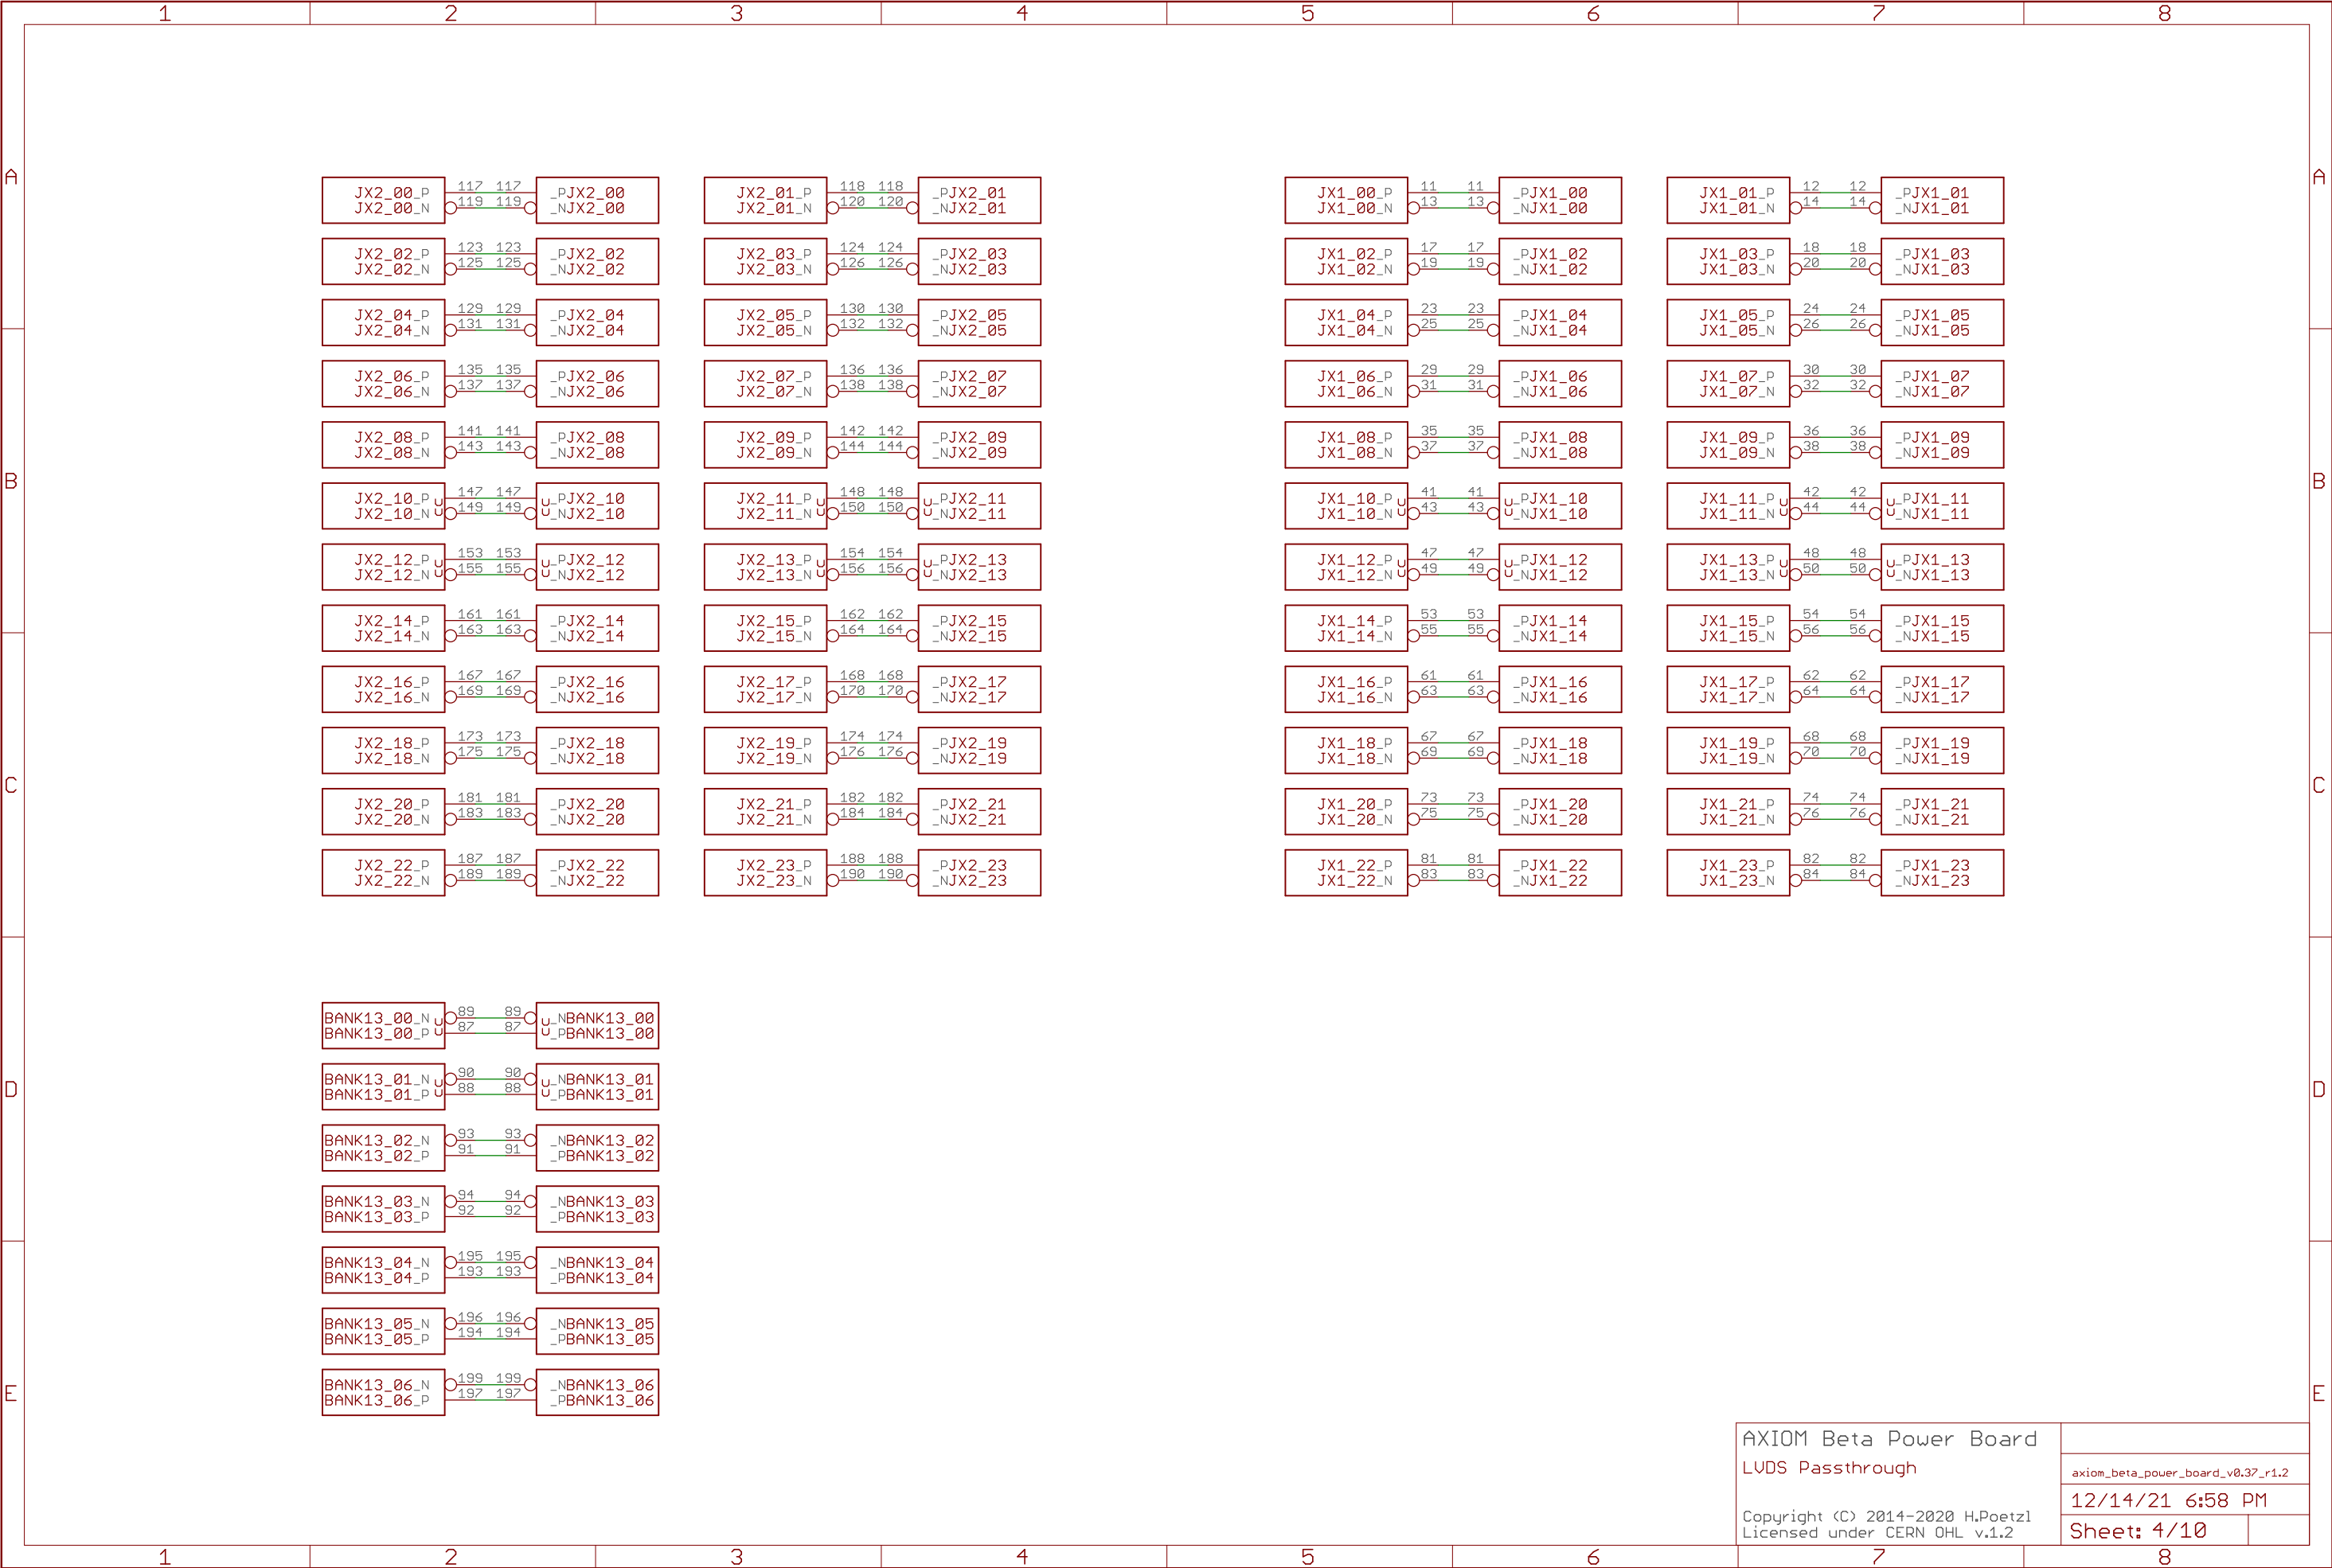 1 2 3 4 5 6 7 8
A A
JX2_00_P 117 117 _PJX2_00 JX2_01_P 118 118 _PJX2_01 JX1_00_P 11 11 _PJX1_00 JX1_01_P 12 12 _PJX1_01
JX2_00_N 119 119 _NJX2_00 JX2_01_N 120 120 _NJX2_01 JX1_00_N 13 13 _NJX1_00 JX1_01_N 14 14 _NJX1_01
JX2_02_P 123 123 _PJX2_02 JX2_03_P 124 124 _PJX2_03 JX1_02_P 17 17 _PJX1_02 JX1_03_P 18 18 _PJX1_03
JX2_02_N 125 125 _NJX2_02 JX2_03_N 126 126 _NJX2_03 JX1_02_N 19 19 _NJX1_02 JX1_03_N 20 20 _NJX1_03
JX2_04_P 129 129 _PJX2_04 JX2_05_P 130 130 _PJX2_05 JX1_04_P 23 23 _PJX1_04 JX1_05_P 24 24 _PJX1_05
JX2_04_N 131 131 _NJX2_04 JX2_05_N 132 132 _NJX2_05 JX1_04_N 25 25 _NJX1_04 JX1_05_N 26 26 _NJX1_05
JX2_06_P 135 135 _PJX2_06 JX2_07_P 136 136 _PJX2_07 JX1_06_P 29 29 _PJX1_06 JX1_07_P 30 30 _PJX1_07
JX2_06_N 137 137 _NJX2_06 JX2_07_N 138 138 _NJX2_07 JX1_06_N 31 31 _NJX1_06 JX1_07_N 32 32 _NJX1_07
JX2_08_P 141 141 _PJX2_08 JX2_09_P 142 142 _PJX2_09 JX1_08_P 35 35 _PJX1_08 JX1_09_P 36 36 _PJX1_09
JX2_08_N 143 143 _NJX2_08 JX2_09_N 144 144 _NJX2_09 JX1_08_N 37 37 _NJX1_08 JX1_09_N 38 38 _NJX1_09
B B
JX2_10_P 147 147 _PJX2_10 JX2_11_P 148 148 _PJX2_11 JX1_10_P 41 41 _PJX1_10 JX1_11_P 42 42 _PJX1_11
JX2_10_N 149 149 _NJX2_10 JX2_11_N 150 150 _NJX2_11 JX1_10_N 43 43 _NJX1_10 JX1_11_N 44 44 _NJX1_11
JX2_12_P 153 153 _PJX2_12 JX2_13_P 154 154 _PJX2_13 JX1_12_P 47 47 _PJX1_12 JX1_13_P 48 48 _PJX1_13
JX2_12_N 155 155 _NJX2_12 JX2_13_N 156 156 _NJX2_13 JX1_12_N 49 49 _NJX1_12 JX1_13_N 50 50 _NJX1_13
JX2_14_P 161 161 _PJX2_14 JX2_15_P 162 162 _PJX2_15 JX1_14_P 53 53 _PJX1_14 JX1_15_P 54 54 _PJX1_15
JX2_14_N 163 163 _NJX2_14 JX2_15_N 164 164 _NJX2_15 JX1_14_N 55 55 _NJX1_14 JX1_15_N 56 56 _NJX1_15
JX2_16_P 167 167 _PJX2_16 JX2_17_P 168 168 _PJX2_17 JX1_16_P 61 61 _PJX1_16 JX1_17_P 62 62 _PJX1_17
JX2_16_N 169 169 _NJX2_16 JX2_17_N 170 170 _NJX2_17 JX1_16_N 63 63 _NJX1_16 JX1_17_N 64 64 _NJX1_17
JX2_18_P 173 173 _PJX2_18 JX2_19_P 174 174 _PJX2_19 JX1_18_P 67 67 _PJX1_18 JX1_19_P 68 68 _PJX1_19
JX2_18_N 175 175 _NJX2_18 JX2_19_N 176 176 _NJX2_19 JX1_18_N 69 69 _NJX1_18 JX1_19_N 70 70 _NJX1_19
C C
JX2_20_P 181 181 _PJX2_20 JX2_21_P 182 182 _PJX2_21 JX1_20_P 73 73 _PJX1_20 JX1_21_P 74 74 _PJX1_21
JX2_20_N 183 183 _NJX2_20 JX2_21_N 184 184 _NJX2_21 JX1_20_N 75 75 _NJX1_20 JX1_21_N 76 76 _NJX1_21
JX2_22_P 187 187 _PJX2_22 JX2_23_P 188 188 _PJX2_23 JX1_22_P 81 81 _PJX1_22 JX1_23_P 82 82 _PJX1_23
JX2_22_N 189 189 _NJX2_22 JX2_23_N 190 190 _NJX2_23 JX1_22_N 83 83 _NJX1_22 JX1_23_N 84 84 _NJX1_23
BANK13_00_N 89 89 _NBANK13_00
BANK13_00_P 87 87 _PBANK13_00
BANK13_01_N 90 90 _NBANK13_01
D D
BANK13_01_P 88 88 _PBANK13_01
BANK13_02_N 93 93 _NBANK13_02
BANK13_02_P 91 91 _PBANK13_02
BANK13_03_N 94 94 _NBANK13_03
BANK13_03_P 92 92 _PBANK13_03
BANK13_04_N 195 195 _NBANK13_04
BANK13_04_P 193 193 _PBANK13_04
BANK13_05_N 196 196 _NBANK13_05
BANK13_05_P 194 194 _PBANK13_05
BANK13_06_N 199 199 _NBANK13_06
E E
BANK13_06_P 197 197 _PBANK13_06
AXIOM Beta Power Board
LVDS Passthrough
axiom_beta_power_board_v0.37_r1.2
12/14/21 6:58 PM
Copyright (C) 2014-2020 H.Poetzl
Licensed under CERN OHL v.1.2
Sheet: 4/10
1 2 3 4 5 6 7 8